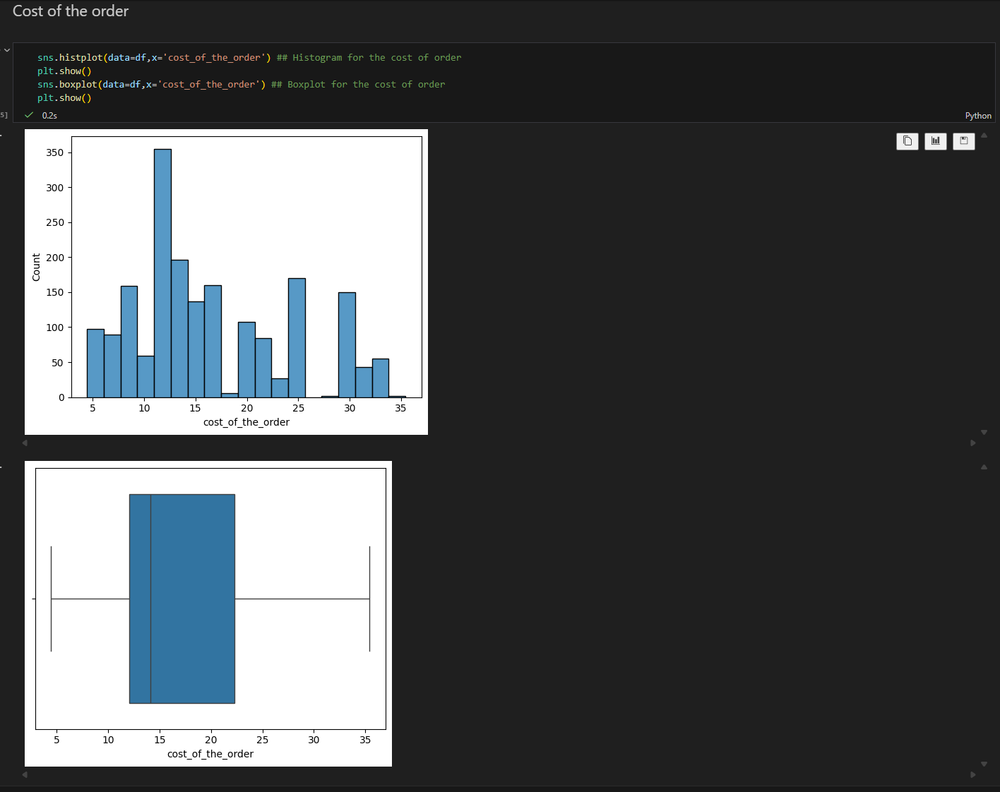 Cost of the order
sns.histplot(data=df,x='cost_of_the_order') ## Histogram for the cost of order
plt.show()
sns.boxplot(data=df,x='cost_of_the_order') ## Boxplot for the cost of order
plt.show()
5]
0.2s
Python
350
300
250
200
150
100
50
0
Count
5 10 15 20 25 30 35
cost_of_the_order
5 10 15 20 25 30 35
cost_of_the_order